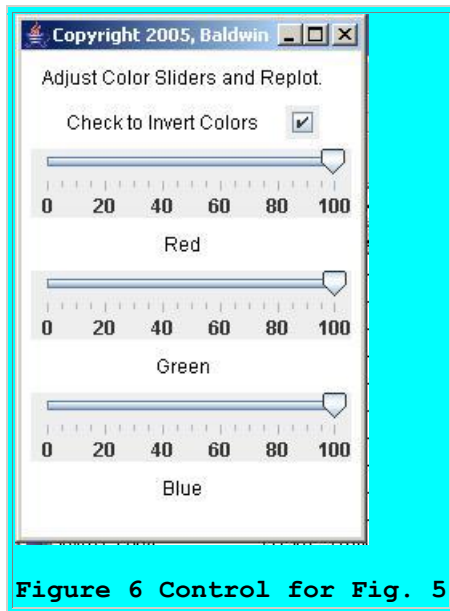 Copyright 2005, Baldwin
Adjust Color Sliders and Replot.
Check to Invert Colors
0 20 40 60 80 100
Red
0 20 40 60 80 100
Green
0 20 40 60 80 100
Blue
Figure 6 Control for Fig. 5